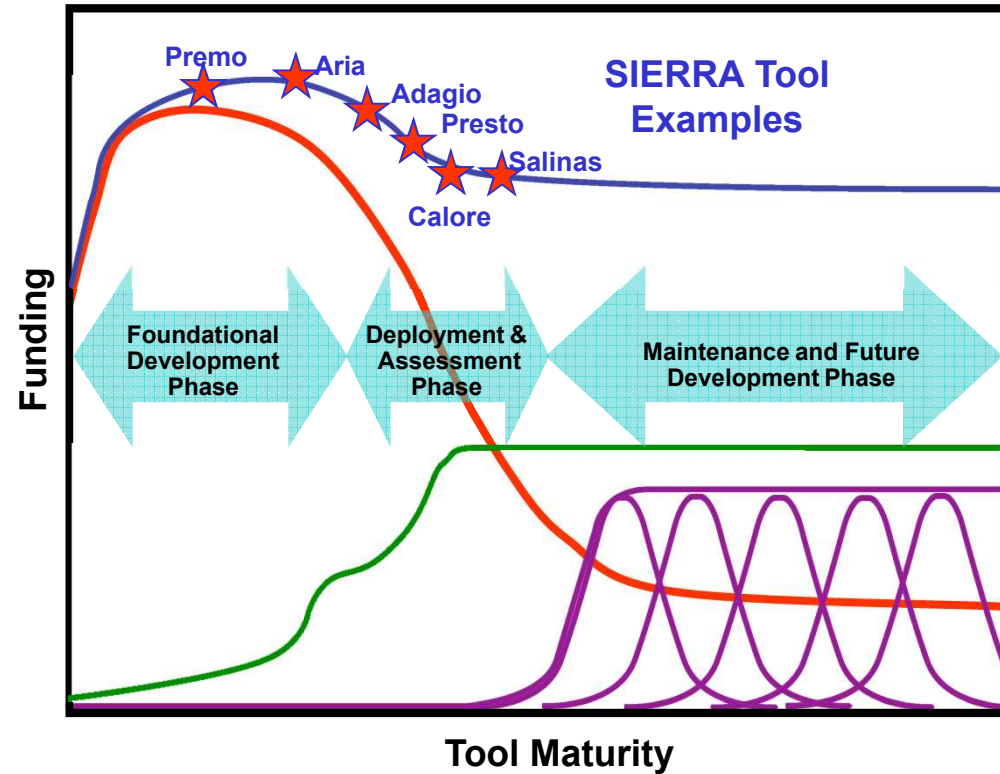 Premo
Aria
SIERRA Tool
Examples
Adagio
Presto
Salinas
Calore
Funding
Foundational
Development
Phase
Deployment &
Assessment
Phase
Maintenance and Future
Development Phase
Tool Maturity